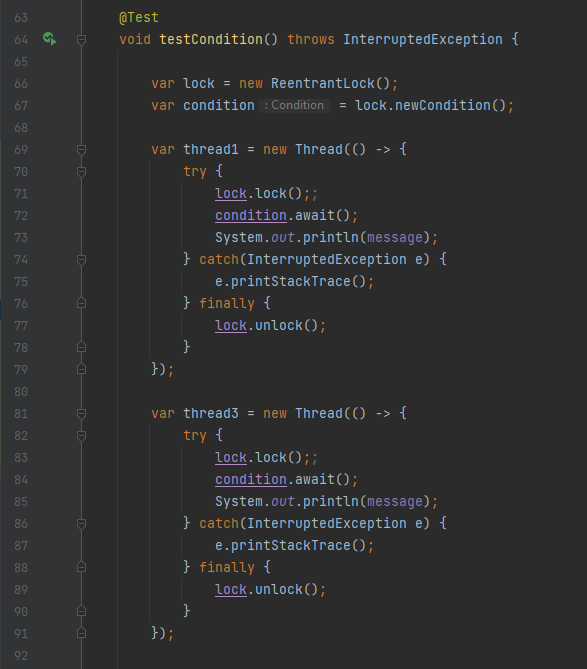 63 @Test
64 void testCondition() throws InterruptedException {
65
66 var lock = new ReentrantLock();
67 var condition : Condition = lock.newCondition();
68
69 var thread1 = new Thread(() -> {
70 try {
71 lock.lock();;
72 condition.await();
73 System.out.println(message);
74 } catch(InterruptedException e) {
75 e.printStackTrace();
76 } finally {
77 lock.unlock();
78 }
79 });
80
81 var thread3 = new Thread(() -> {
82 try {
83 lock.lock();;
84 condition.await();
85 System.out.println(message);
86 } catch(InterruptedException e) {
87 e.printStackTrace();
88 } finally {
89 lock.unlock();
90 }
91 });
92